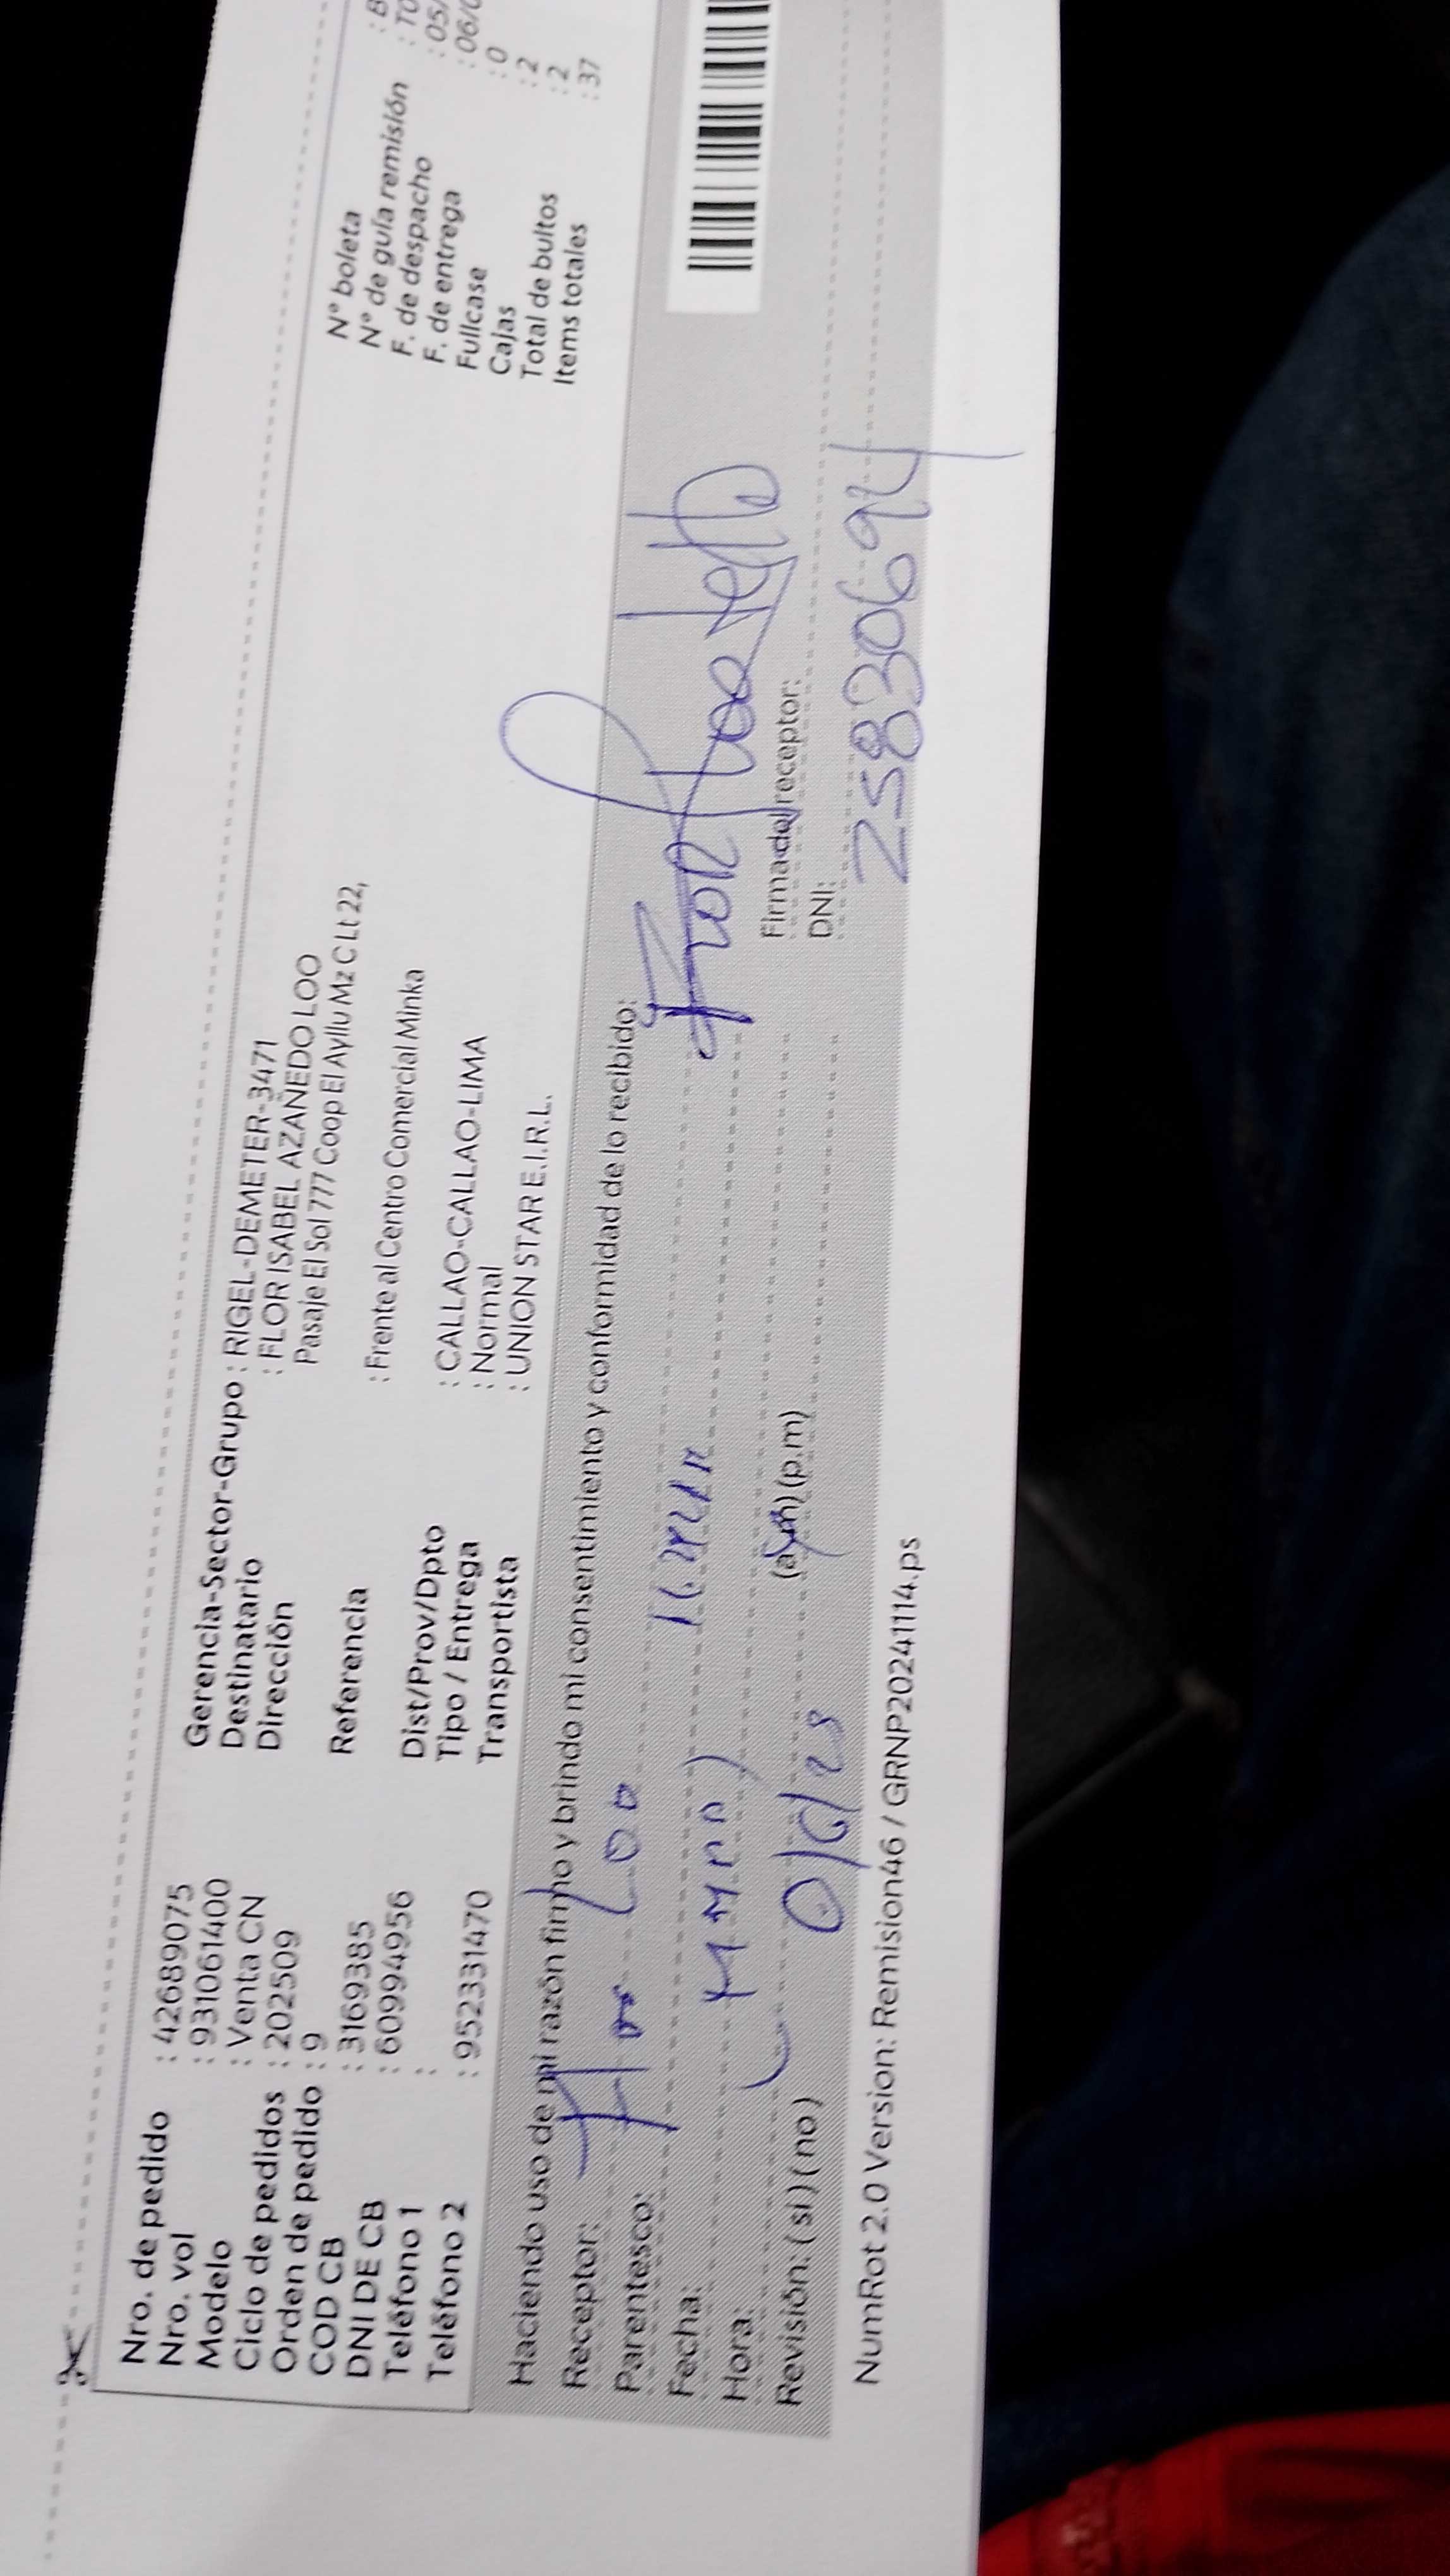 Nro. de pedido : 42689075
Nro. vol : 931061400
Modelo : Venta CN
Ciclo de pedidos : 202509
Orden de pedido : 9
COD CB : 3169385
DNI DE CB : 60994956
Teléfono 1 :
Teléfono 2 : 952331470
Gerencia-Sector-Grupo : RIGEL-DEMETER-3471
Destinatario : FLOR ISABEL AZAÑEDO LOO
Dirección Pasaje El Sol 777 Coop El Ayllu Mz C Lt 22,
Referencia : Frente al Centro Comercial Minka
Dist/Prov/Dpto : CALLAO-CALLAO-LIMA
Tipo / Entrega : Normal
Transportista : UNION STAR E.I.R.L.
N° boleta : B
N° de guía remisión : T0
F. de despacho : 05/
F. de entrega : 06/0
Fullcase : 0
Cajas : 2
Total de bultos : 2
Items totales : 37
Haciendo uso de mi razón firmo y brindo mi consentimiento y conformidad de lo recibido:
Receptor: Flor Loo
Parentesco:
Fecha:
Hora: (a.m) (p.m)
Revisión: (si) (no)
Firma del receptor:
DNI: 25830694
NumRot 2.0 Version: Remision46 / GRNP20241114.ps